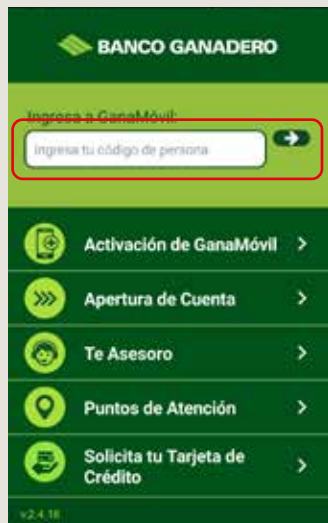 BANCO GANADERO
Ingresa a GanaMóvil:
Ingresa tu código de persona
Activación de GanaMóvil
Apertura de Cuenta
Te Asesoro
Puntos de Atención
Solicita tu Tarjeta de
Crédito
v2.4.18